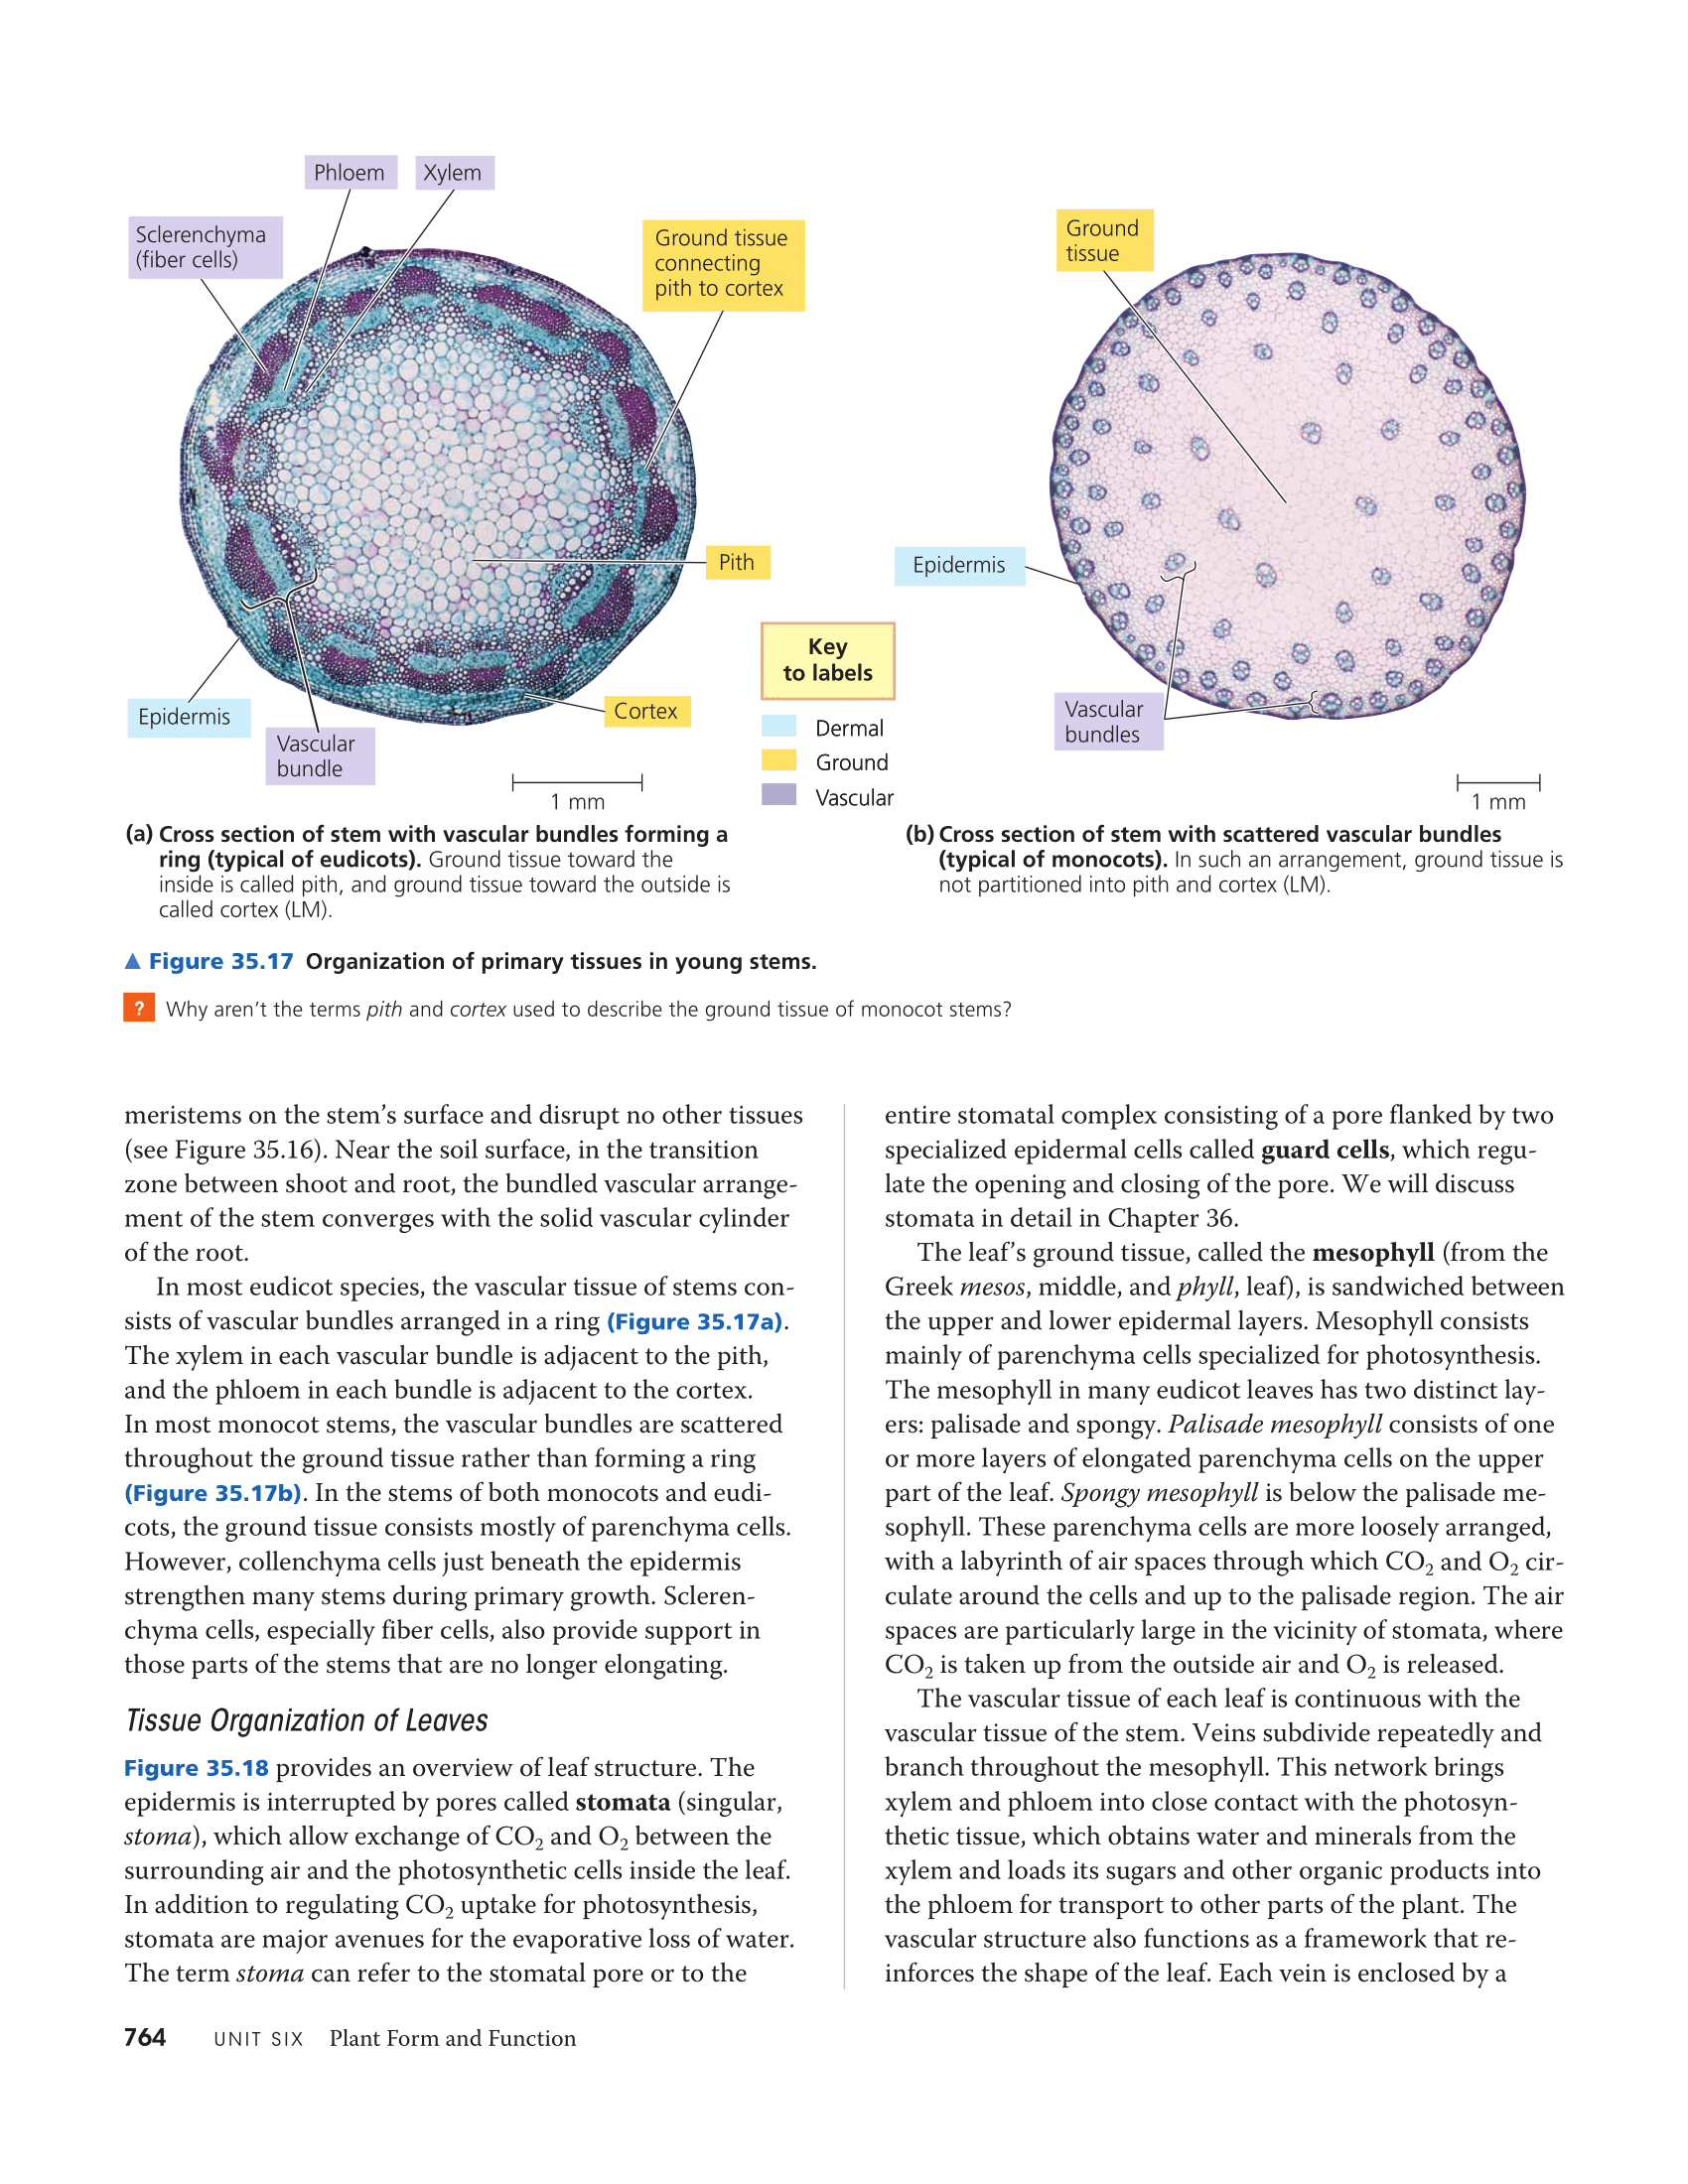 Phloem
Xylem
Sclerenchyma
(fiber cells)
Ground tissue
connecting
pith to cortex
Pith
Epidermis
Vascular
bundle
Cortex
1 mm
Key
to labels
Dermal
Ground
Vascular
Ground
tissue
Epidermis
Vascular
bundles
1 mm
(a) Cross section of stem with vascular bundles forming a
ring (typical of eudicots). Ground tissue toward the
inside is called pith, and ground tissue toward the outside is
called cortex (LM).
(b) Cross section of stem with scattered vascular bundles
(typical of monocots). In such an arrangement, ground tissue is
not partitioned into pith and cortex (LM).
▲ Figure 35.17 Organization of primary tissues in young stems.
? Why aren't the terms pith and cortex used to describe the ground tissue of monocot stems?
meristems on the stem's surface and disrupt no other tissues
(see Figure 35.16). Near the soil surface, in the transition
zone between shoot and root, the bundled vascular arrange-
ment of the stem converges with the solid vascular cylinder
of the root.
In most eudicot species, the vascular tissue of stems con-
sists of vascular bundles arranged in a ring (Figure 35.17a).
The xylem in each vascular bundle is adjacent to the pith,
and the phloem in each bundle is adjacent to the cortex.
In most monocot stems, the vascular bundles are scattered
throughout the ground tissue rather than forming a ring
(Figure 35.17b). In the stems of both monocots and eudi-
cots, the ground tissue consists mostly of parenchyma cells.
However, collenchyma cells just beneath the epidermis
strengthen many stems during primary growth. Scleren-
chyma cells, especially fiber cells, also provide support in
those parts of the stems that are no longer elongating.
Tissue Organization of Leaves
Figure 35.18 provides an overview of leaf structure. The
epidermis is interrupted by pores called stomata (singular,
stoma), which allow exchange of CO₂ and O₂ between the
surrounding air and the photosynthetic cells inside the leaf.
In addition to regulating CO₂ uptake for photosynthesis,
stomata are major avenues for the evaporative loss of water.
The term stoma can refer to the stomatal pore or to the
entire stomatal complex consisting of a pore flanked by two
specialized epidermal cells called guard cells, which regu-
late the opening and closing of the pore. We will discuss
stomata in detail in Chapter 36.
The leaf's ground tissue, called the mesophyll (from the
Greek mesos, middle, and phyll, leaf), is sandwiched between
the upper and lower epidermal layers. Mesophyll consists
mainly of parenchyma cells specialized for photosynthesis.
The mesophyll in many eudicot leaves has two distinct lay-
ers: palisade and spongy. Palisade mesophyll consists of one
or more layers of elongated parenchyma cells on the upper
part of the leaf. Spongy mesophyll is below the palisade me-
sophyll. These parenchyma cells are more loosely arranged,
with a labyrinth of air spaces through which CO₂ and O₂ cir-
culate around the cells and up to the palisade region. The air
spaces are particularly large in the vicinity of stomata, where
CO₂ is taken up from the outside air and O₂ is released.
The vascular tissue of each leaf is continuous with the
vascular tissue of the stem. Veins subdivide repeatedly and
branch throughout the mesophyll. This network brings
xylem and phloem into close contact with the photosyn-
thetic tissue, which obtains water and minerals from the
xylem and loads its sugars and other organic products into
the phloem for transport to other parts of the plant. The
vascular structure also functions as a framework that re-
inforces the shape of the leaf. Each vein is enclosed by a
764 UNIT SIX Plant Form and Function